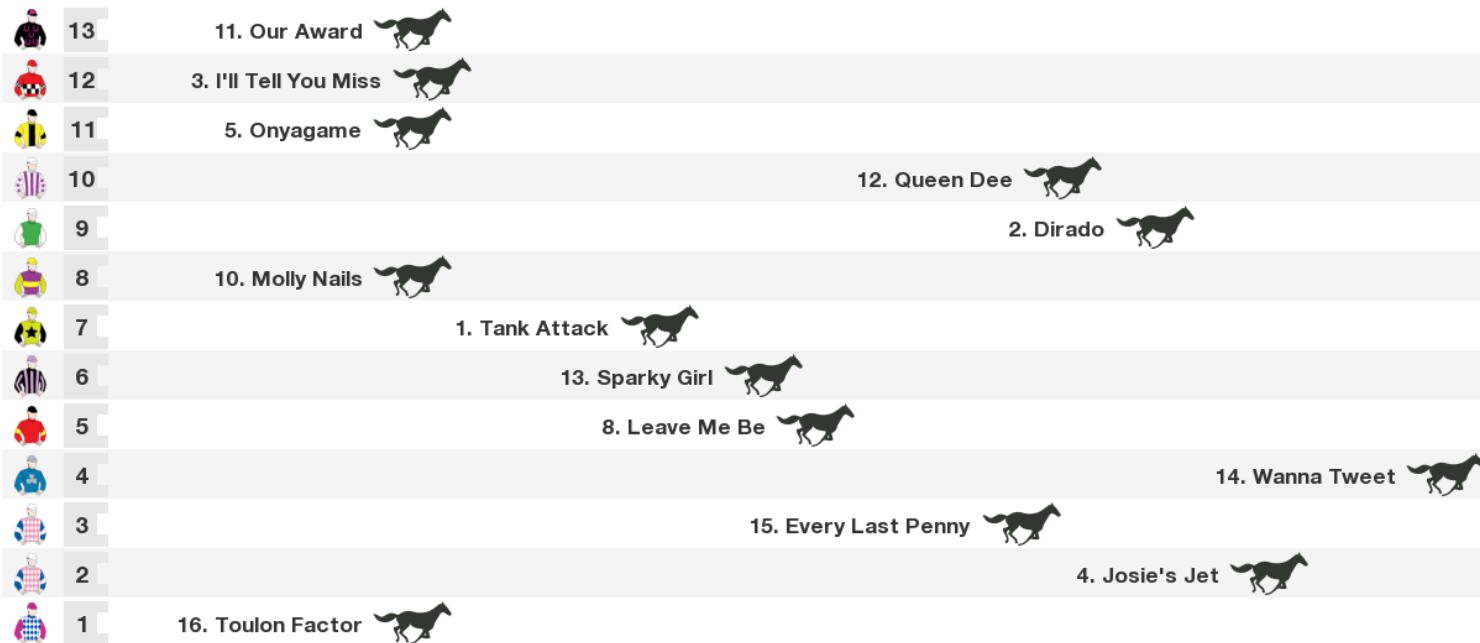 13 11. Our Award
12 3. I'll Tell You Miss
11 5. Onyagame
10 12. Queen Dee
9 2. Dirado
8 10. Molly Nails
7 1. Tank Attack
6 13. Sparky Girl
5 8. Leave Me Be
4 14. Wanna Tweet
3 15. Every Last Penny
2 4. Josie's Jet
1 16. Toulon Factor